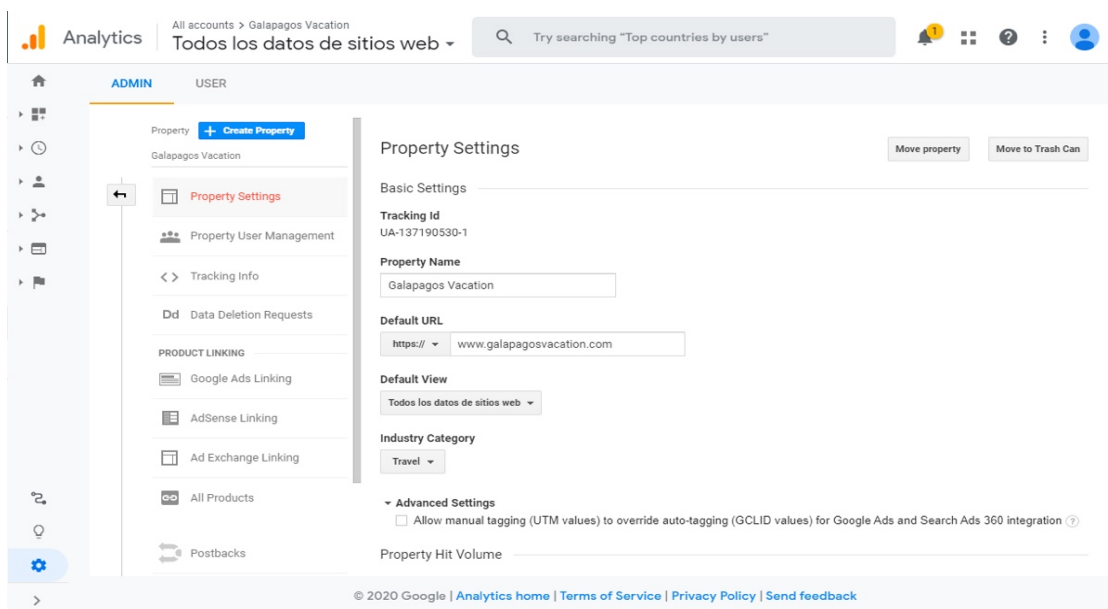 All accounts > Galapagos Vacation
Analytics
Todos los datos de sitios web
Try searching "Top countries by users"
1
ADMIN USER
Property + Create Property
Galapagos Vacation
Property Settings
Property User Management
< > Tracking Info
Dd Data Deletion Requests
PRODUCT LINKING
Google Ads Linking
AdSense Linking
Ad Exchange Linking
All Products
Postbacks
Property Settings
Move property Move to Trash Can
Basic Settings
Tracking Id
UA-137190530-1
Property Name
Galapagos Vacation
Default URL
https:// www.galapagosvacation.com
Default View
Todos los datos de sitios web
Industry Category
Travel
Advanced Settings
Allow manual tagging (UTM values) to override auto-tagging (GCLID values) for Google Ads and Search Ads 360 integration ?
Property Hit Volume
© 2020 Google | Analytics home | Terms of Service | Privacy Policy | Send feedback